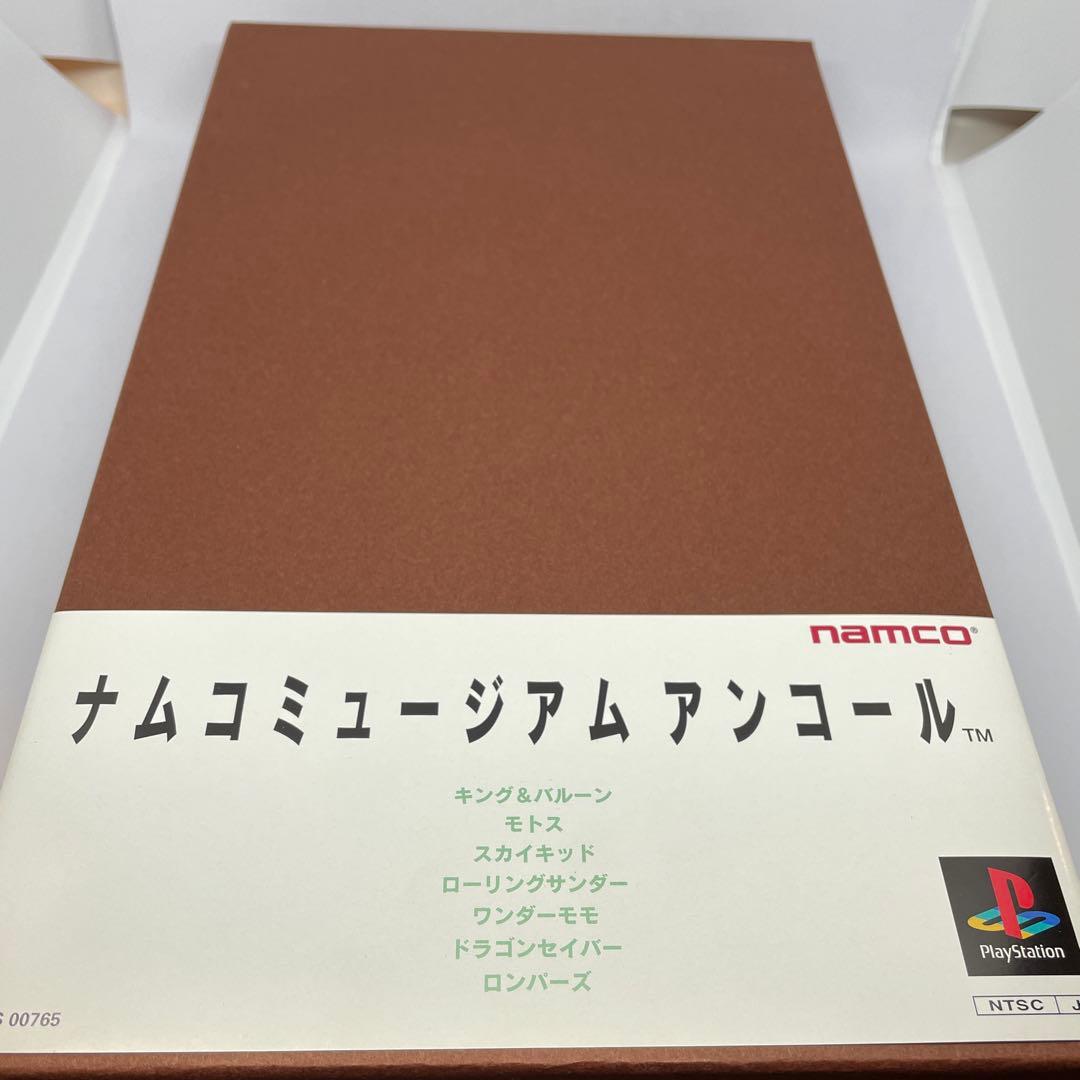 namco®
ナムコミュージアム アンコール™
キング&バルーン
モトス
スカイキッド
ローリングサンダー
ワンダーモモ
ドラゴンセイバー
ロンパーズ
PlayStation
NTSC J
S 00765